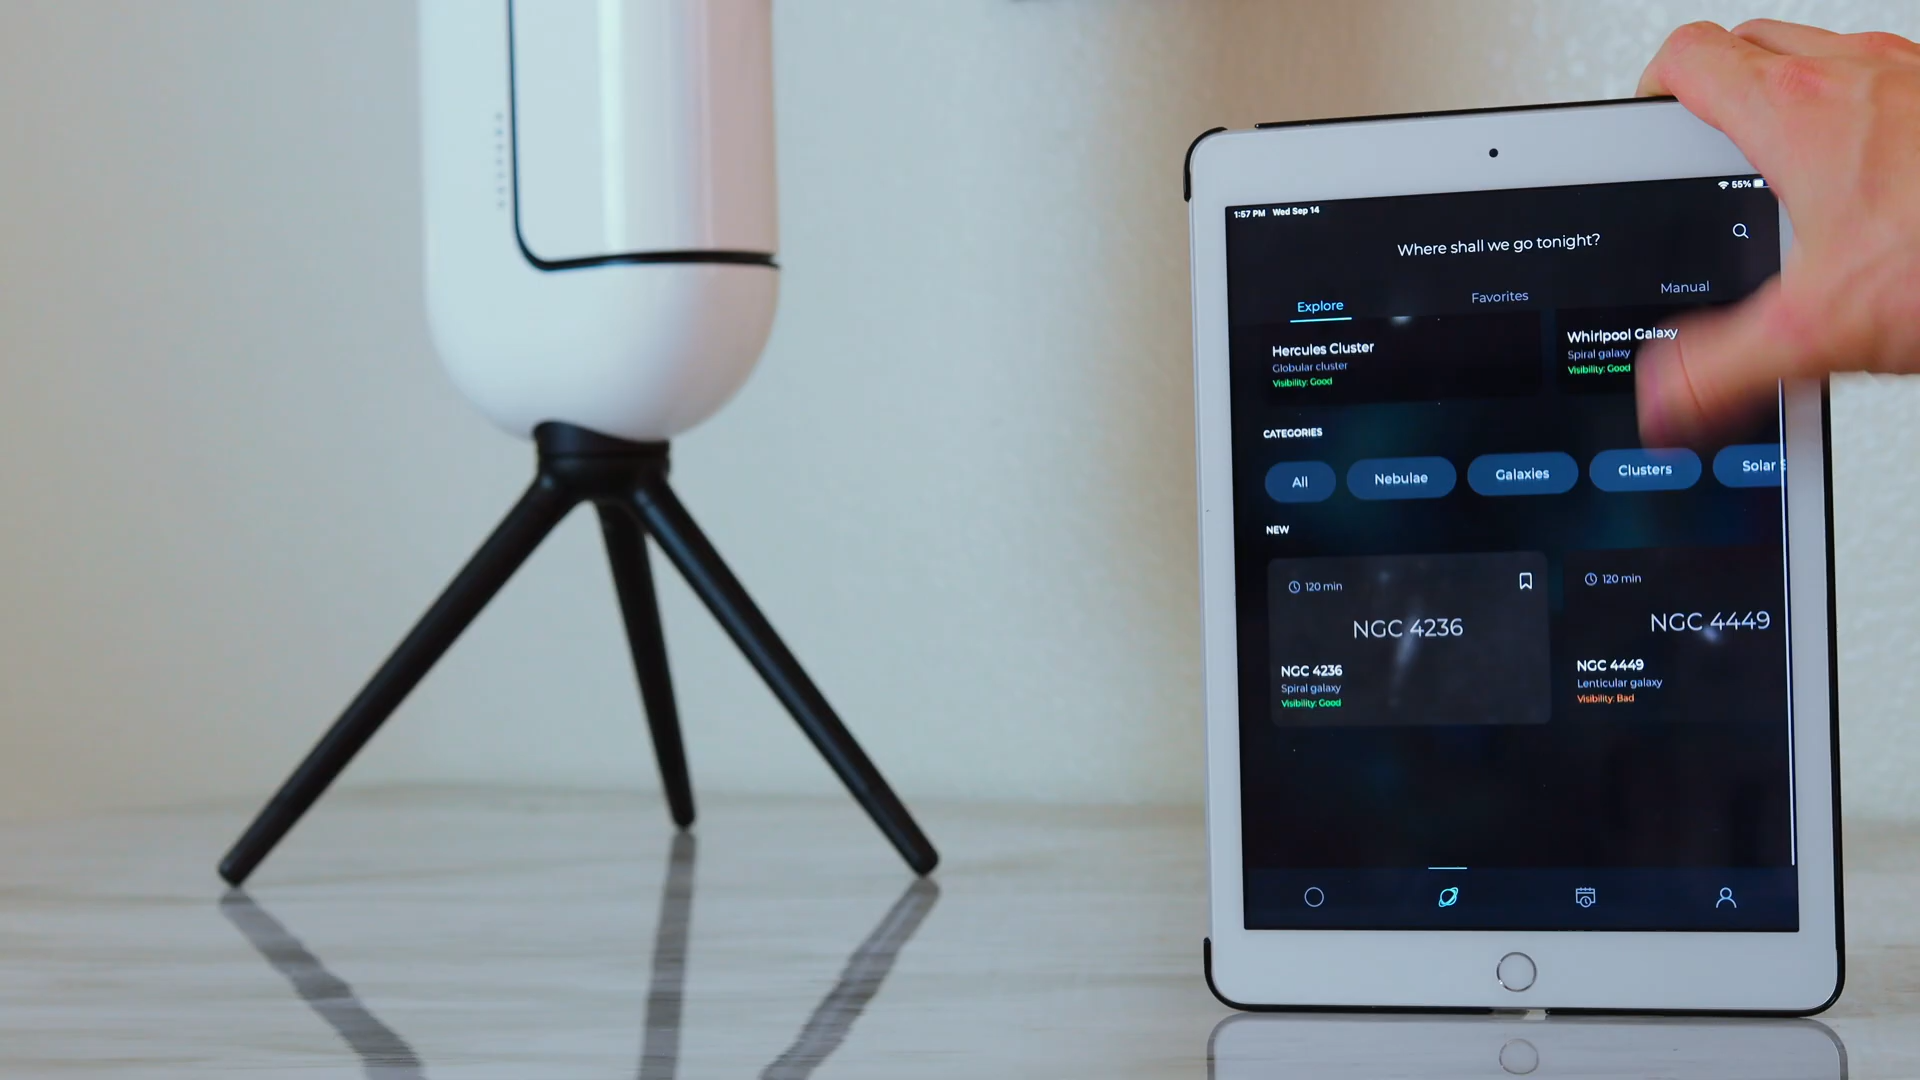 1:57 PM Wed Sep 14
55%
Where shall we go tonight?
Explore Favorites Manual
Hercules Cluster
Globular cluster
Visibility: Good
Whirlpool Galaxy
Spiral galaxy
Visibility: Good
CATEGORIES
All Nebulae Galaxies Clusters Solar
NEW
120 min
NGC 4236
NGC 4236
Spiral galaxy
Visibility: Good
120 min
NGC 4449
NGC 4449
Lenticular galaxy
Visibility: Bad